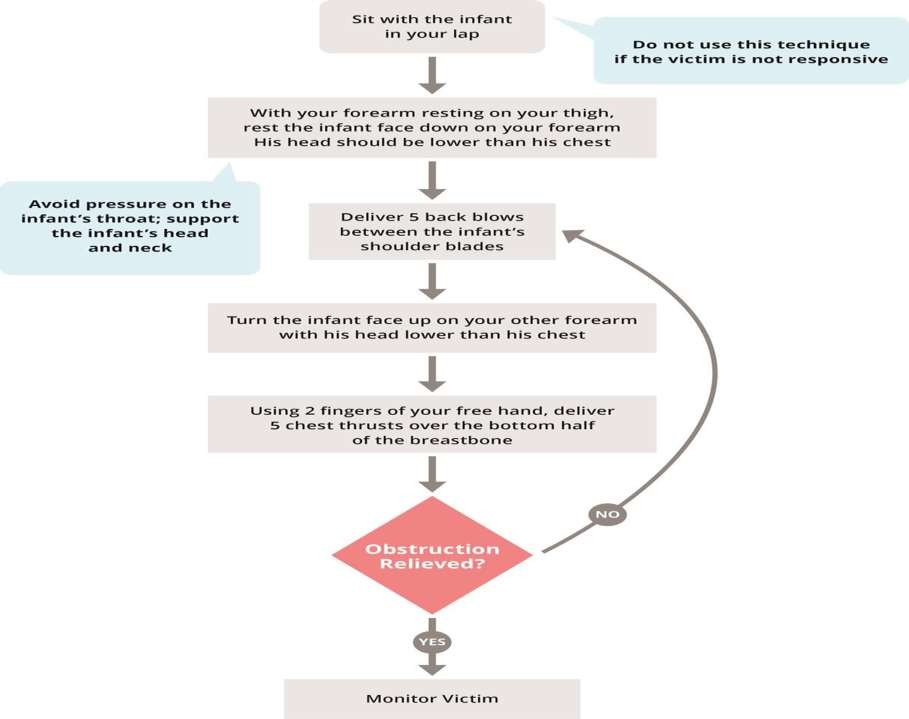 Sit with the infant
in your lap
Do not use this technique
if the victim is not responsive
With your forearm resting on your thigh,
rest the infant face down on your forearm
His head should be lower than his chest
Avoid pressure on the
infant's throat; support
the infant's head
and neck
Deliver 5 back blows
between the infant's
shoulder blades
Turn the infant face up on your other forearm
with his head lower than his chest
Using 2 fingers of your free hand, deliver
5 chest thrusts over the bottom half
of the breastbone
NO
Obstruction
Relieved?
YES
Monitor Victim